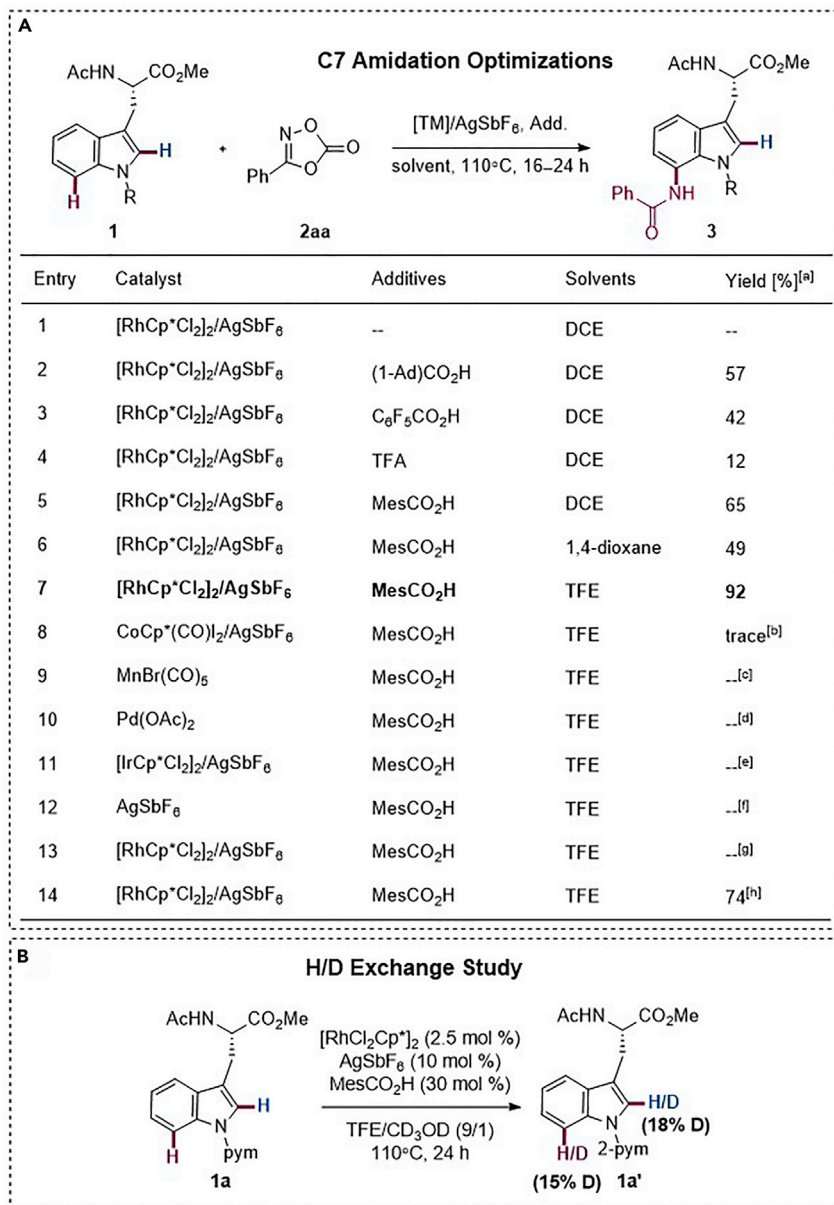 A
C7 Amidation Optimizations
AcHN CO₂Me
H
N
R
H
1
+
N O
Ph O O
2aa
[TM]/AgSbF₆, Add.
solvent, 110°C, 16–24 h
AcHN CO₂Me
H
N
R
Ph NH
O
3
Entry Catalyst Additives Solvents Yield [%][a]
1 [RhCp*Cl₂]₂/AgSbF₆ -- DCE --
2 [RhCp*Cl₂]₂/AgSbF₆ (1-Ad)CO₂H DCE 57
3 [RhCp*Cl₂]₂/AgSbF₆ C₆F₅CO₂H DCE 42
4 [RhCp*Cl₂]₂/AgSbF₆ TFA DCE 12
5 [RhCp*Cl₂]₂/AgSbF₆ MesCO₂H DCE 65
6 [RhCp*Cl₂]₂/AgSbF₆ MesCO₂H 1,4-dioxane 49
7 [RhCp*Cl₂]₂/AgSbF₆ MesCO₂H TFE 92
8 CoCp*(CO)I₂/AgSbF₆ MesCO₂H TFE trace[b]
9 MnBr(CO)₅ MesCO₂H TFE --[c]
10 Pd(OAc)₂ MesCO₂H TFE --[d]
11 [IrCp*Cl₂]₂/AgSbF₆ MesCO₂H TFE --[e]
12 AgSbF₆ MesCO₂H TFE --[f]
13 [RhCp*Cl₂]₂/AgSbF₆ MesCO₂H TFE --[g]
14 [RhCp*Cl₂]₂/AgSbF₆ MesCO₂H TFE 74[h]
B
H/D Exchange Study
AcHN CO₂Me
H
N
H pym
1a
[RhCl₂Cp*]₂ (2.5 mol %)
AgSbF₆ (10 mol %)
MesCO₂H (30 mol %)
TFE/CD₃OD (9/1)
110°C, 24 h
AcHN CO₂Me
H/D
(18% D)
N
H/D 2-pym
(15% D) 1a'